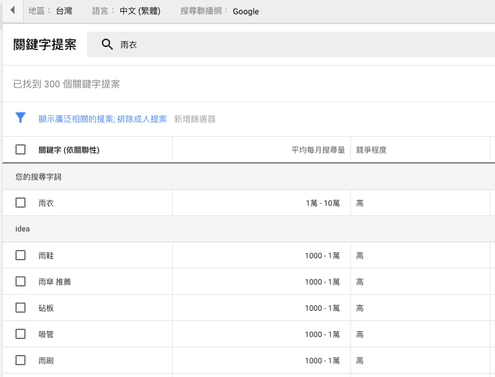 地區： 台灣 語言： 中文 (繁體) 搜尋聯播網： Google
關鍵字提案 雨衣
已找到 300 個關鍵字提案
顯示廣泛相關的提案; 排除成人提案 新增篩選器
關鍵字 (依關聯性) 平均每月搜尋量 競爭程度
您的搜尋字詞
雨衣 1萬 - 10萬 高
idea
雨鞋 1000 - 1萬 高
雨傘 推薦 1000 - 1萬 高
砧板 1000 - 1萬 高
吸管 1000 - 1萬 高
雨刷 1000 - 1萬 高